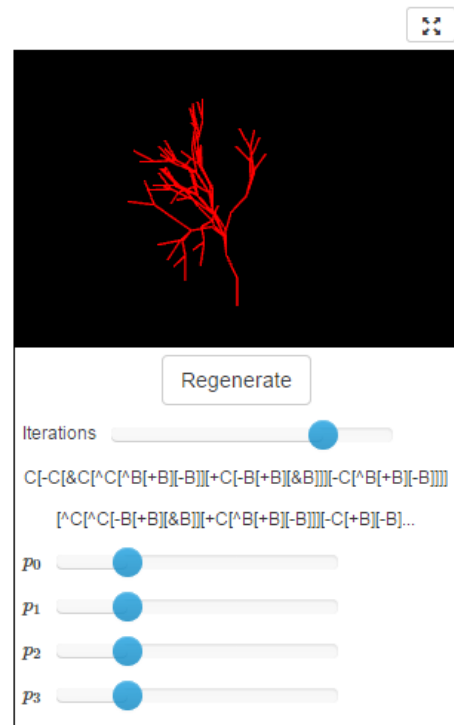 Regenerate
Iterations
C[-C[&C[^C[^B[+B][-B]]][+C[-B[+B][&B]]][-C[^B[+B][-B]]]]
[^C[^C[-B[+B][&B]][+C[^B[+B][-B]]][-C[+B][-B]...
p0
p1
p2
p3